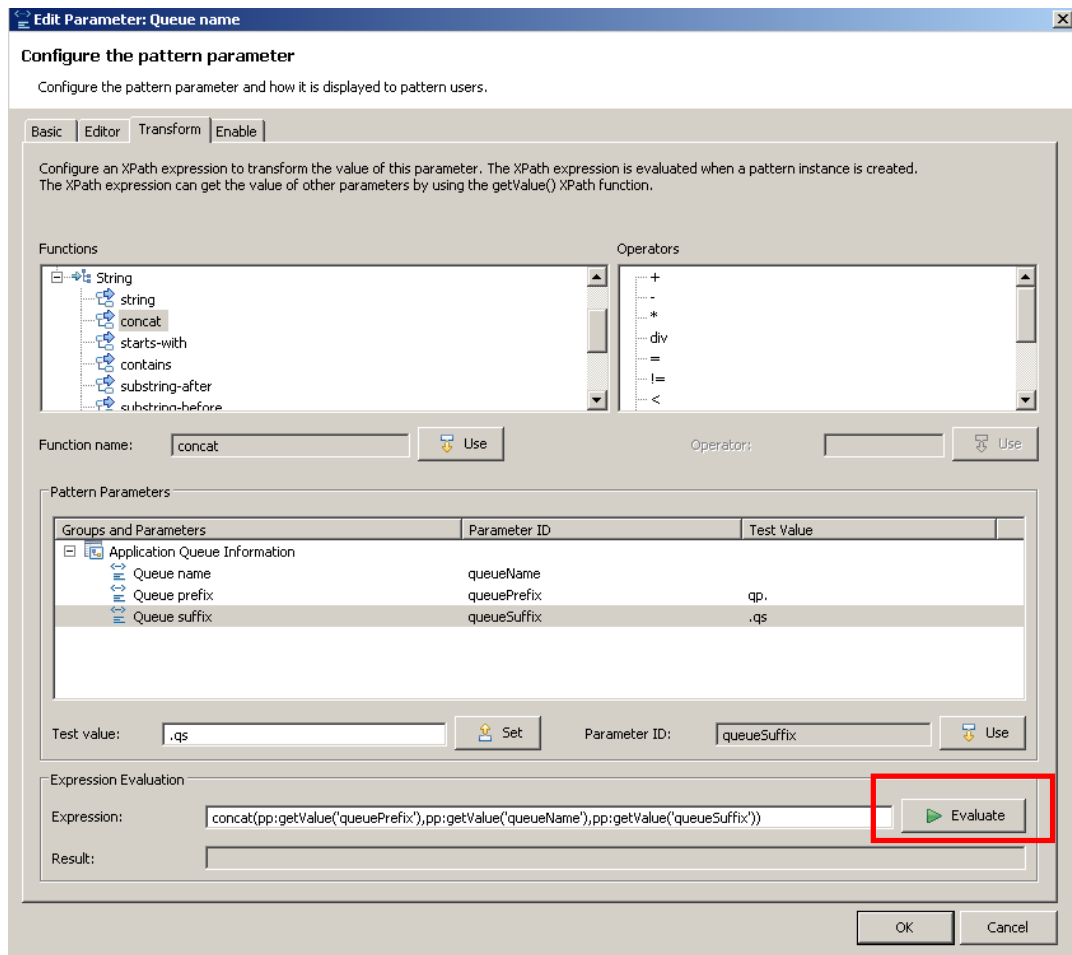 Edit Parameter: Queue name
Configure the pattern parameter
Configure the pattern parameter and how it is displayed to pattern users.
Basic Editor Transform Enable
Configure an XPath expression to transform the value of this parameter. The XPath expression is evaluated when a pattern instance is created.
The XPath expression can get the value of other parameters by using the getValue() XPath function.
Functions Operators
String +
string -
concat *
starts-with div
contains =
substring-after !=
substring-before <
Function name: concat Use Operator: Use
Pattern Parameters
Groups and Parameters Parameter ID Test Value
Application Queue Information
Queue name queueName
Queue prefix queuePrefix qp.
Queue suffix queueSuffix .qs
Test value: .qs Set Parameter ID: queueSuffix Use
Expression Evaluation
Expression: concat(pp:getValue('queuePrefix'),pp:getValue('queueName'),pp:getValue('queueSuffix')) Evaluate
Result:
OK Cancel